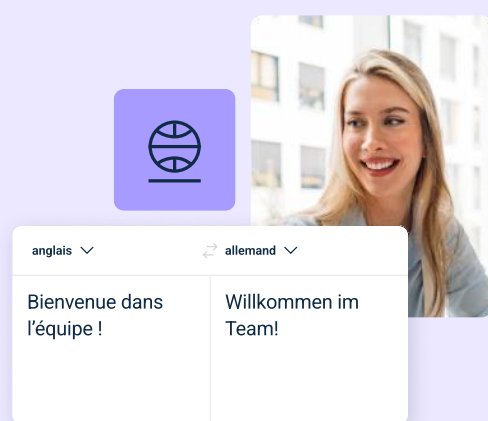 anglais
allemand
Bienvenue dans
l’équipe !
Willkommen im
Team!